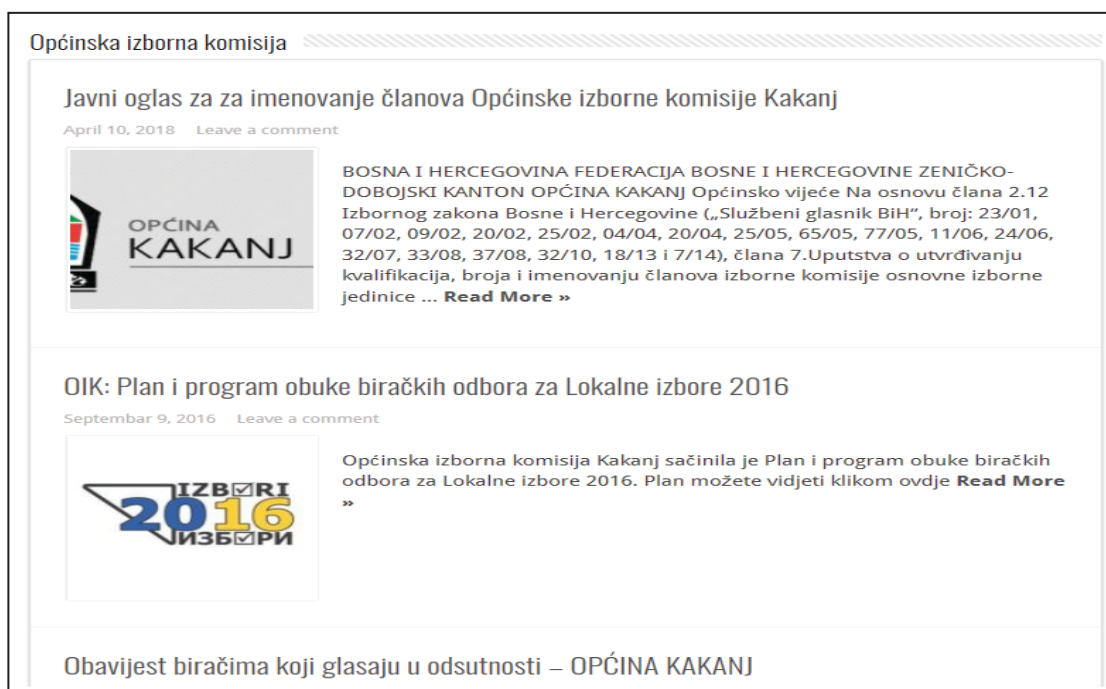 Općinska izborna komisija
Javni oglas za za imenovanje članova Općinske izborne komisije Kakanj
April 10, 2018 Leave a comment
OPĆINA
KAKANJ
BOSNA I HERCEGOVINA FEDERACIJA BOSNE I HERCEGOVINE ZENIČKO-
DOBOJSKI KANTON OPĆINA KAKANJ Općinsko vijeće Na osnovu člana 2.12
Izbornog zakona Bosne i Hercegovine („Službeni glasnik BiH“, broj: 23/01,
07/02, 09/02, 20/02, 25/02, 04/04, 20/04, 25/05, 65/05, 77/05, 11/06, 24/06,
32/07, 33/08, 37/08, 32/10, 18/13 i 7/14), člana 7.Uputstva o utvrđivanju
kvalifikacija, broja i imenovanju članova izborne komisije osnovne izborne
jedinice ... Read More »
OIK: Plan i program obuke biračkih odbora za Lokalne izbore 2016
Septembar 9, 2016 Leave a comment
IZBORI
2016
ИЗБОРИ
Općinska izborna komisija Kakanj sačinila je Plan i program obuke biračkih
odbora za Lokalne izbore 2016. Plan možete vidjeti klikom ovdje Read More
»
Obavijest biračima koji glasaju u odsutnosti – OPĆINA KAKANJ